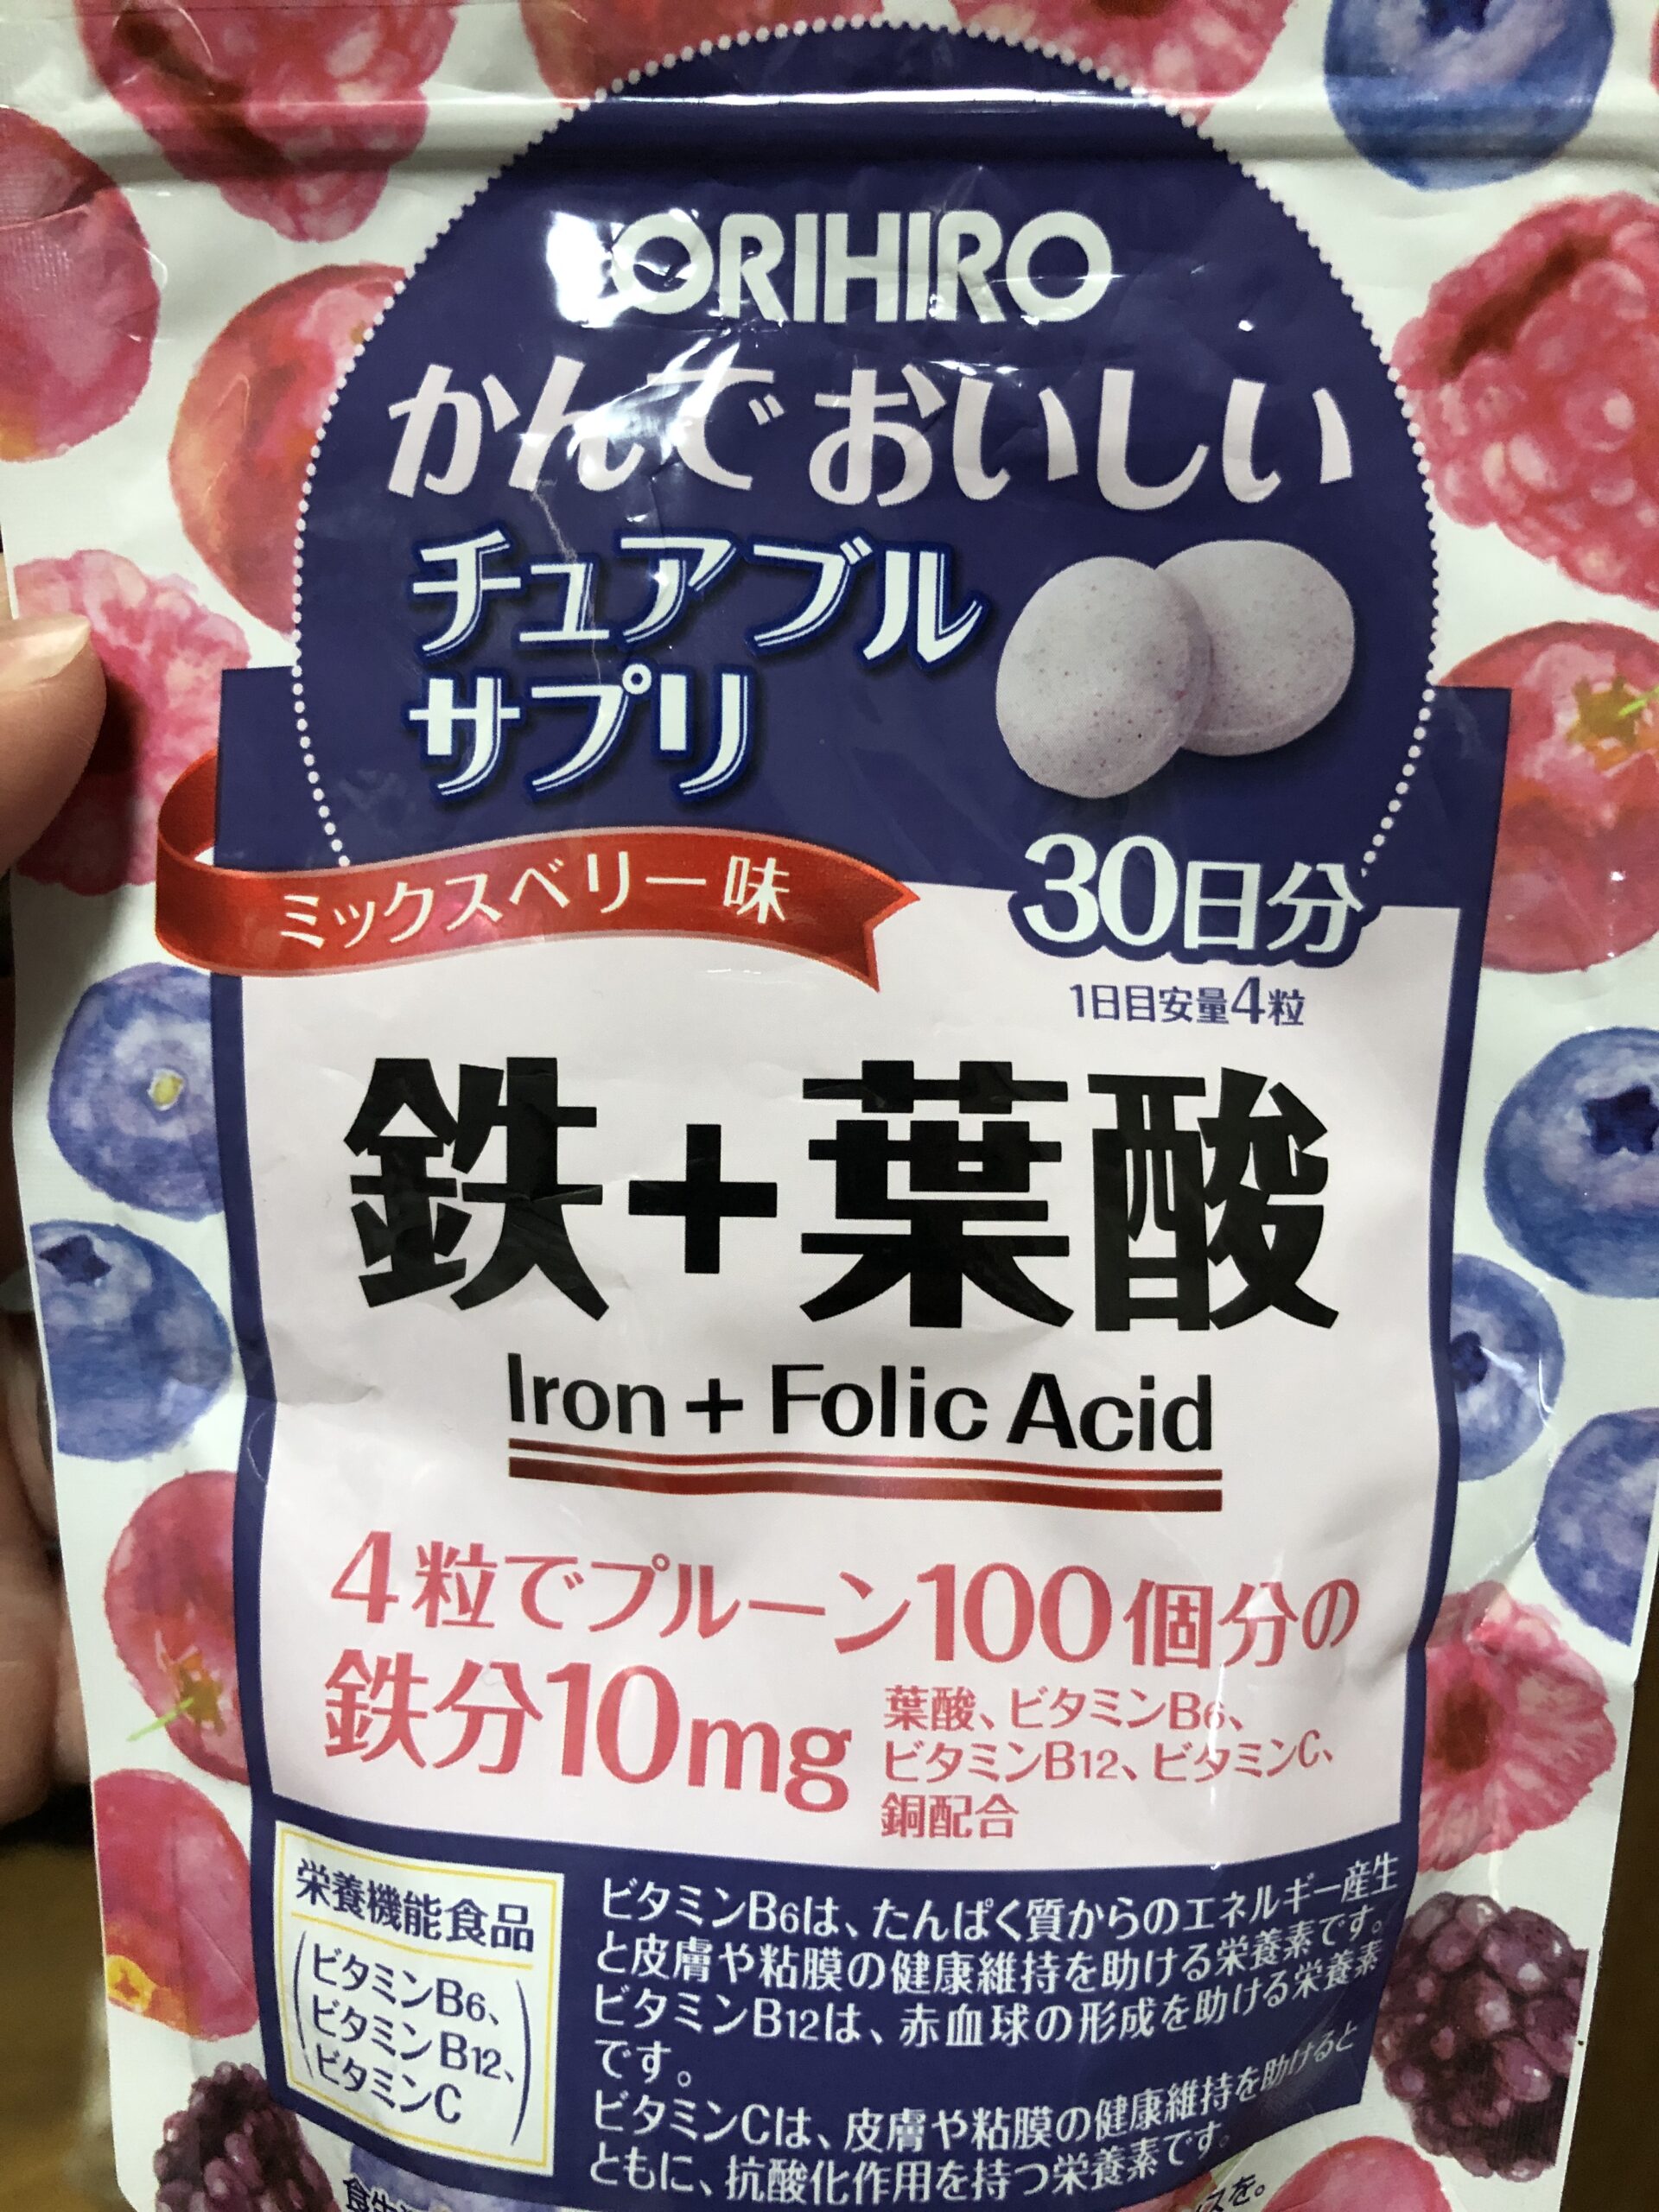 ORIHIRO
かんでおいしい
チュアブル
サプリ
ミックスベリー味
30日分
1日目安量4粒
鉄+葉酸
Iron + Folic Acid
4粒でプルーン100個分の
鉄分10mg
葉酸、ビタミンB6、
ビタミンB12、ビタミンC、
銅配合
栄養機能食品
(ビタミンB6、
ビタミンB12、
ビタミンC)
ビタミンB6は、たんぱく質からのエネルギー産生
と皮膚や粘膜の健康維持を助ける栄養素です。
ビタミンB12は、赤血球の形成を助ける栄養素
です。
ビタミンCは、皮膚や粘膜の健康維持を助けると
ともに、抗酸化作用を持つ栄養素です。